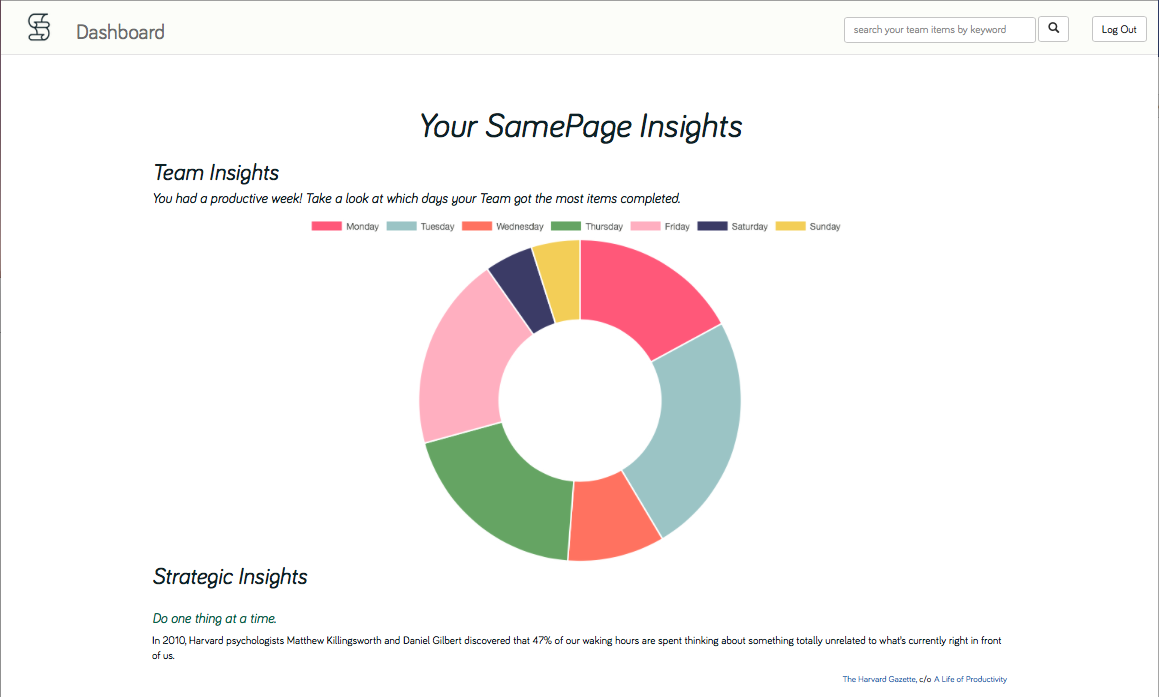 Dashboard
search your team items by keyword
Log Out
Your SamePage Insights
Team Insights
You had a productive week! Take a look at which days your Team got the most items completed.
Monday Tuesday Wednesday Thursday Friday Saturday Sunday
Strategic Insights
Do one thing at a time.
In 2010, Harvard psychologists Matthew Killingsworth and Daniel Gilbert discovered that 47% of our waking hours are spent thinking about something totally unrelated to what's currently right in front
of us.
The Harvard Gazette, c/o A Life of Productivity